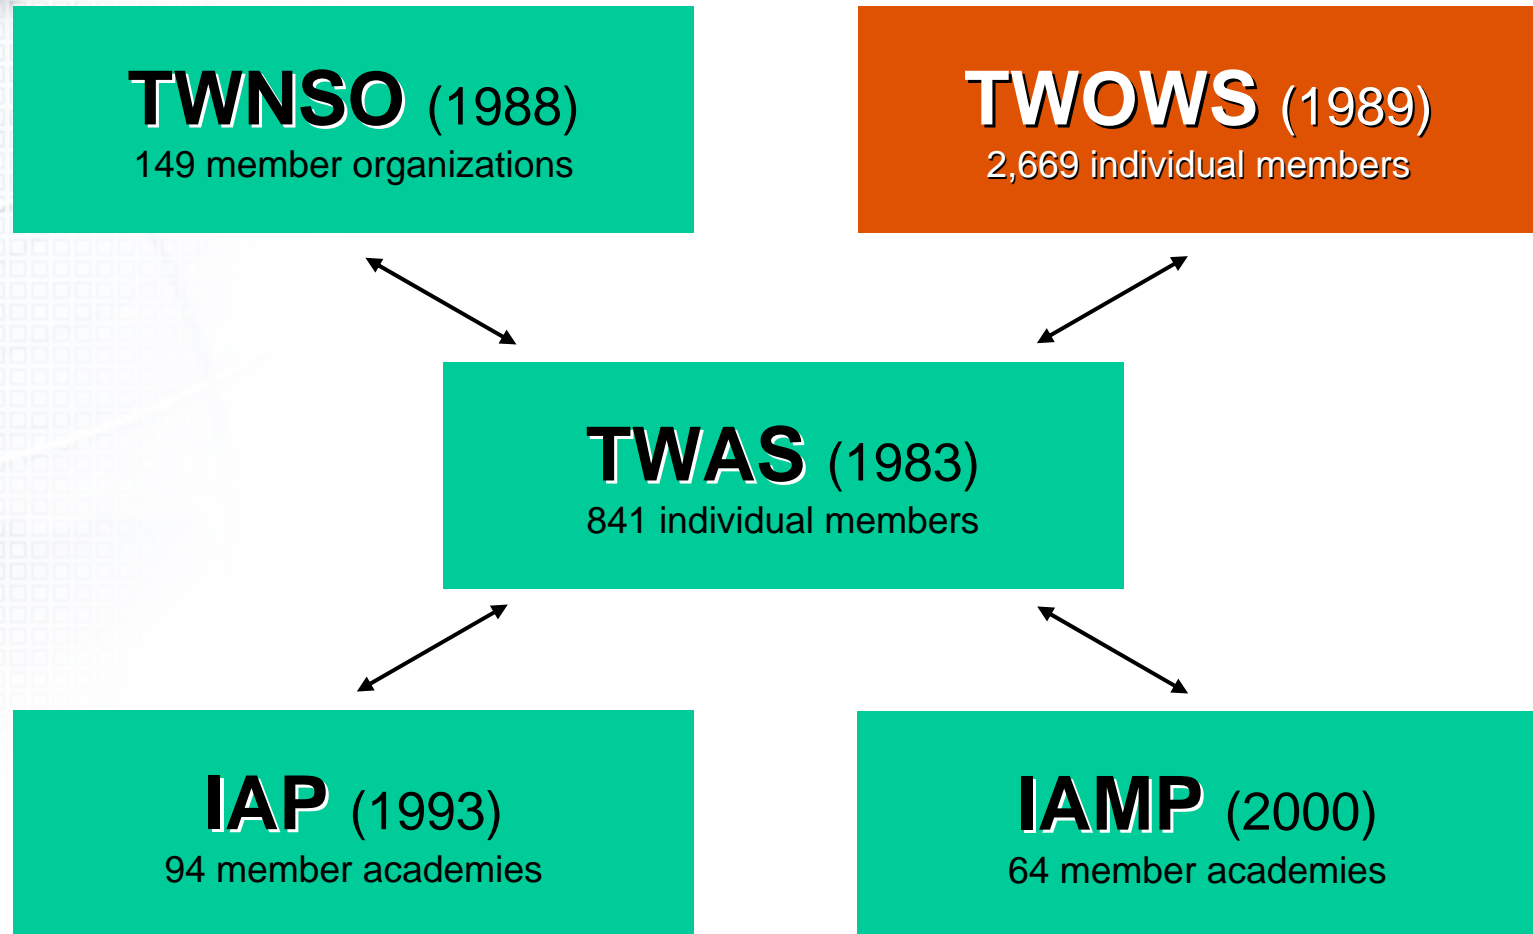 TWNSO (1988)
149 member organizations
TWOWS (1989)
2,669 individual members
TWAS (1983)
841 individual members
IAP (1993)
94 member academies
IAMP (2000)
64 member academies